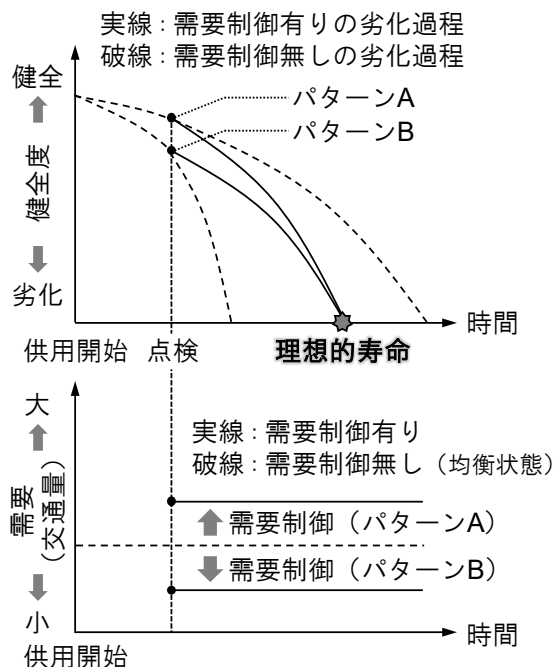 実線：需要制御有りの劣化過程
破線：需要制御無しの劣化過程
健全
パターンA
パターンB
健全度
劣化
時間
供用開始
点検
理想的寿命
大
実線：需要制御有り
破線：需要制御無し（均衡状態）
需要
（交通量）
需要制御（パターンA）
需要制御（パターンB）
小
時間
供用開始